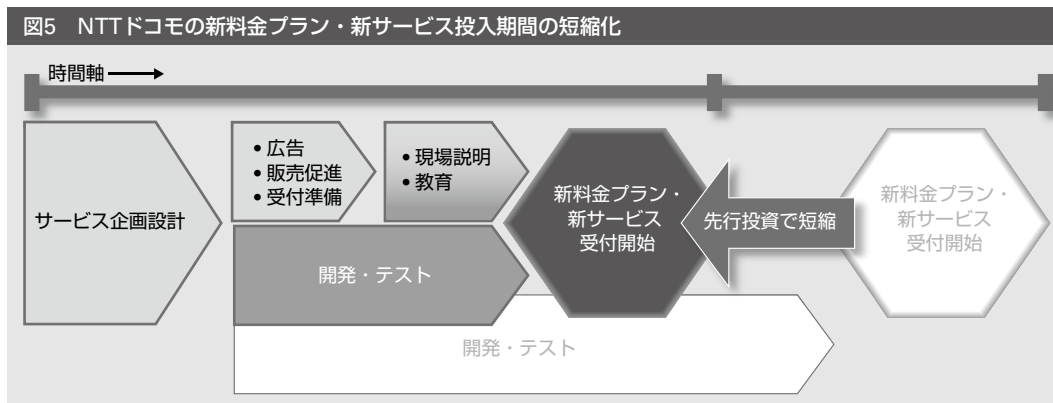 図5 NTTドコモの新料金プラン・新サービス投入期間の短縮化
時間軸
サービス企画設計
• 広告
• 販売促進
• 受付準備
• 現場説明
• 教育
開発・テスト
新料金プラン・
新サービス
受付開始
先行投資で短縮
新料金プラン・
新サービス
受付開始
開発・テスト